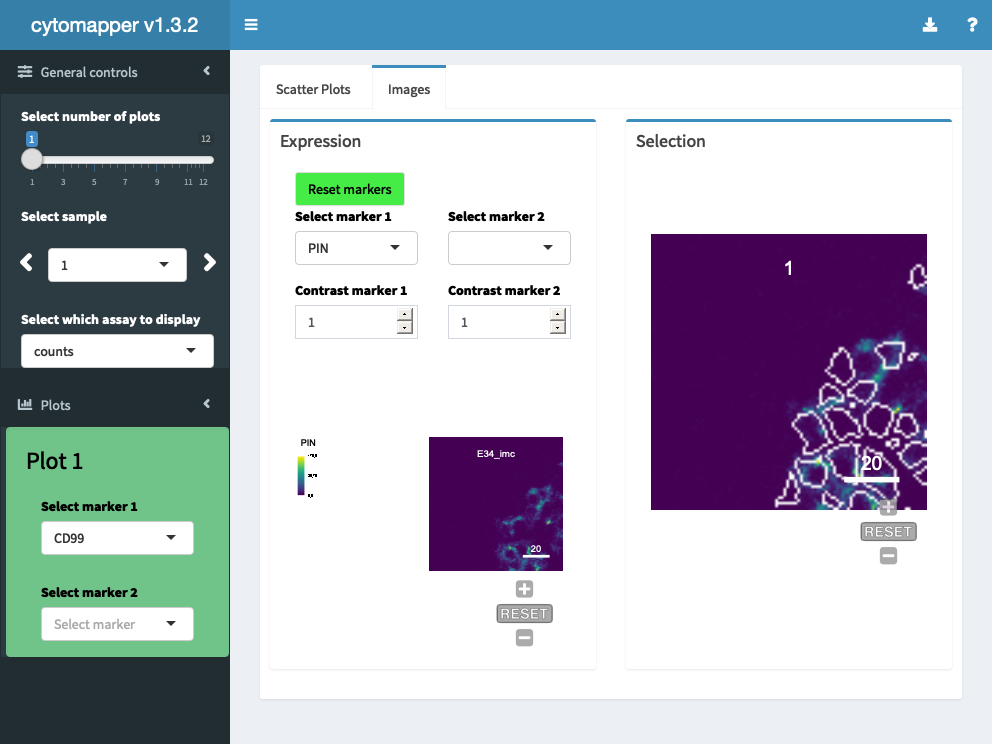 cytomapper v1.3.2
General controls
Select number of plots
1
12
1 3 5 7 9 11 12
Select sample
1
Select which assay to display
counts
Plots
Plot 1
Select marker 1
CD99
Select marker 2
Select marker
Scatter Plots
Images
Expression
Reset markers
Select marker 1
Select marker 2
PIN
Contrast marker 1
Contrast marker 2
1
1
PIN
E34_imc
20
RESET
Selection
1
20
RESET